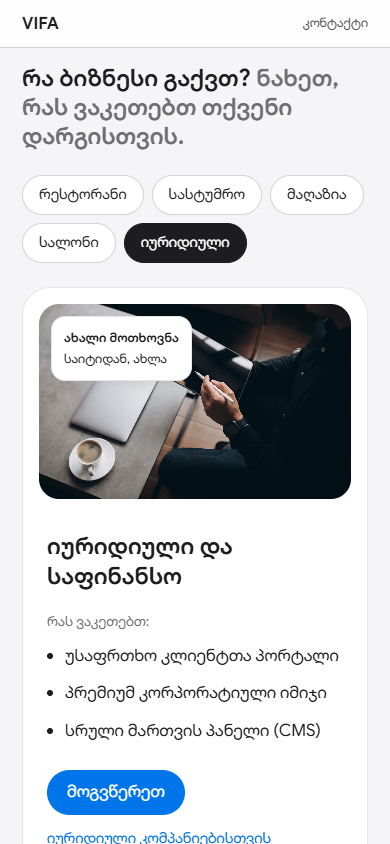 VIFA
კონტაქტი
რა ბიზნესი გაქვთ? ნახეთ,
რას ვაკეთებთ თქვენი
დარგისთვის.
რესტორანი
სასტუმრო
მაღაზია
სალონი
იურიდიული
ახალი მოთხოვნა
საიტიდან, ახლა
იურიდიული და
საფინანსო
რას ვაკეთებთ:
• უსაფრთხო კლიენტთა პორტალი
• პრემიუმ კორპორატიული იმიჯი
• სრული მართვის პანელი (CMS)
მოგვწერეთ
იურიდიული კომპანიებისთვის